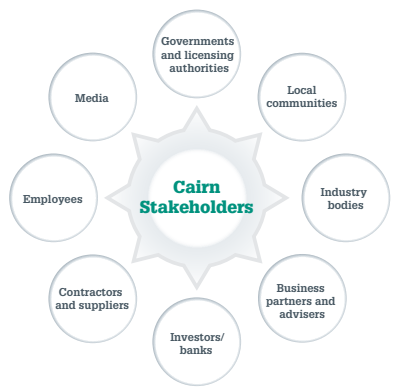 Governments
and licensing
authorities
Media
Local
communities
Employees
Cairn
Stakeholders
Industry
bodies
Contractors
and suppliers
Business
partners and
advisers
Investors/
banks